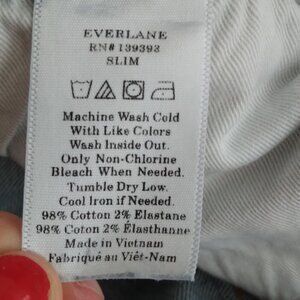 EVERLANE
RN# 139393
SLIM
Machine Wash Cold
With Like Colors
Wash Inside Out.
Only Non-Chlorine
Bleach When Needed.
Tumble Dry Low.
Cool Iron if Needed.
98% Cotton 2% Elastane
98% Cotton 2% Élasthanne
Made in Vietnam
Fabriqué au Viêt-Nam